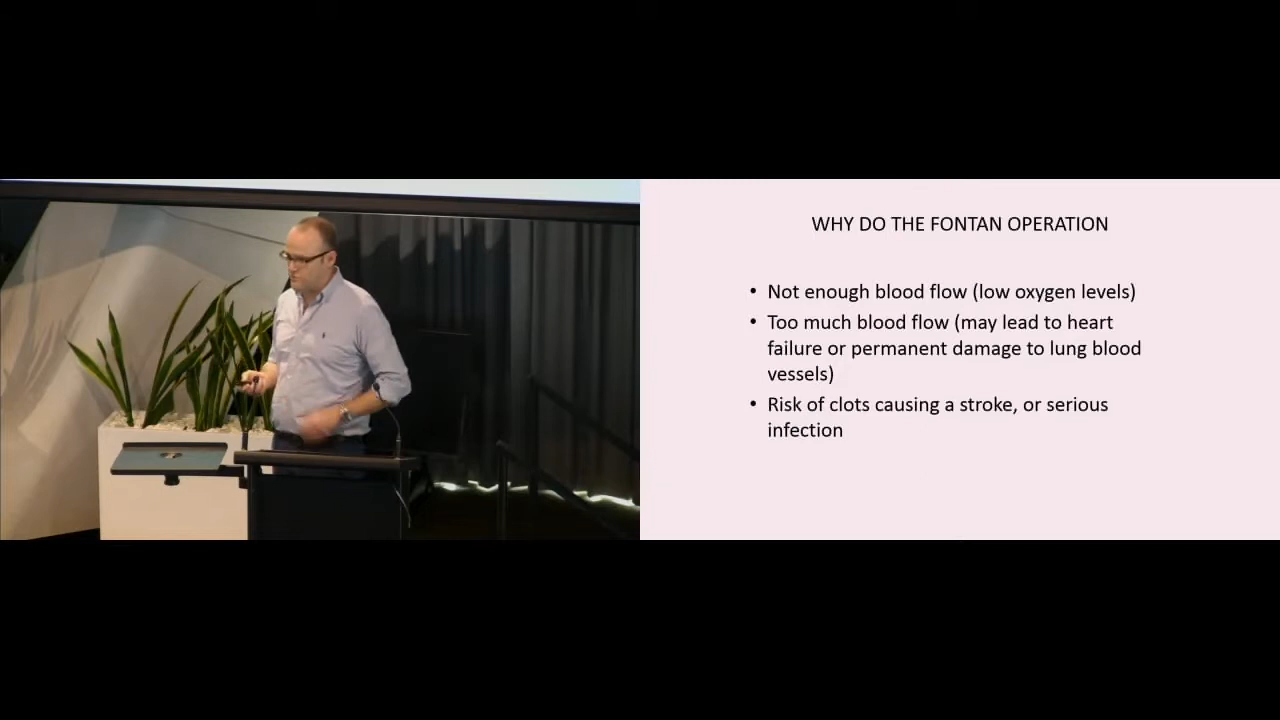 WHY DO THE FONTAN OPERATION
• Not enough blood flow (low oxygen levels)
• Too much blood flow (may lead to heart
failure or permanent damage to lung blood
vessels)
• Risk of clots causing a stroke, or serious
infection